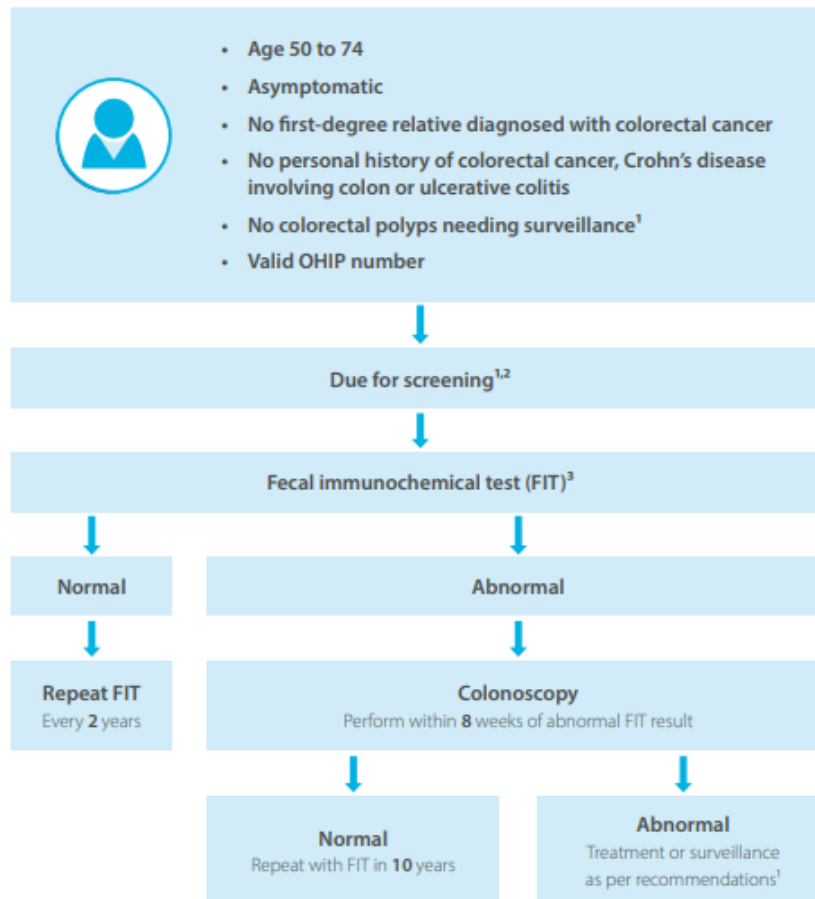 • Age 50 to 74
• Asymptomatic
• No first-degree relative diagnosed with colorectal cancer
• No personal history of colorectal cancer, Crohn’s disease
involving colon or ulcerative colitis
• No colorectal polyps needing surveillance¹
• Valid OHIP number
Due for screening¹,²
Fecal immunochemical test (FIT)³
Normal
Abnormal
Repeat FIT
Every 2 years
Colonoscopy
Perform within 8 weeks of abnormal FIT result
Normal
Repeat with FIT in 10 years
Abnormal
Treatment or surveillance
as per recommendations¹